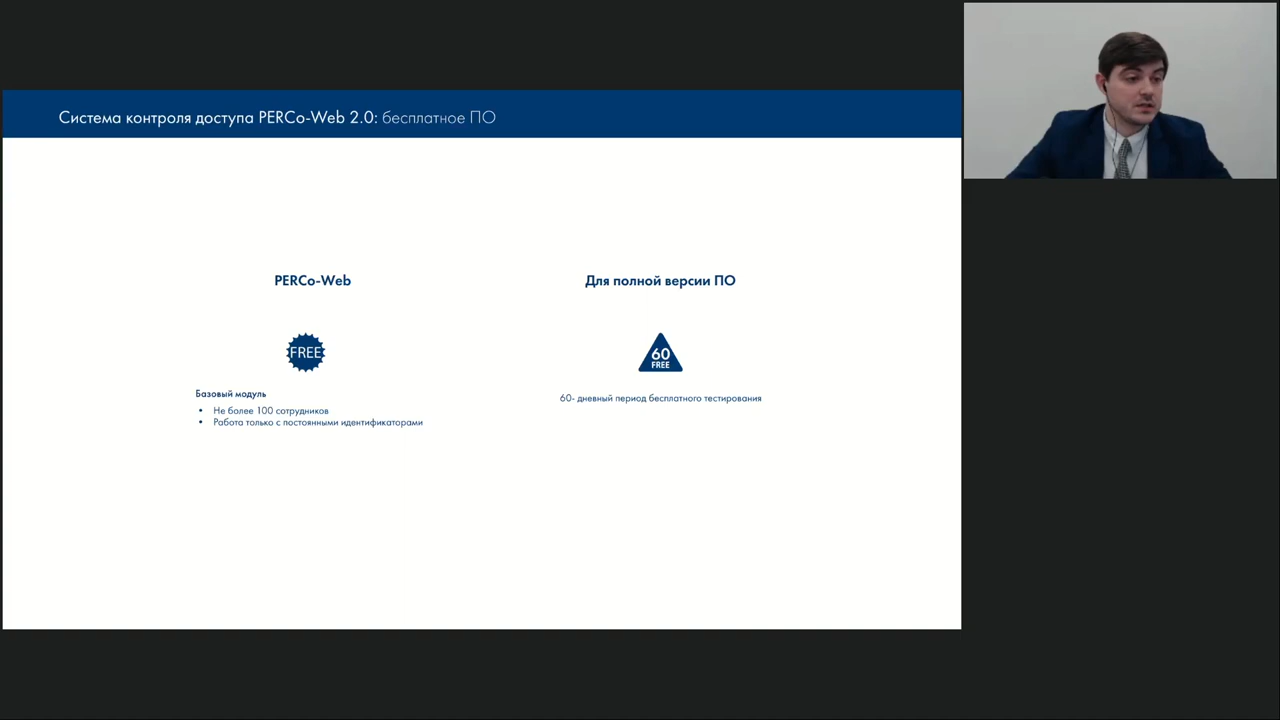 Система контроля доступа PERCo-Web 2.0: бесплатное ПО
PERCo-Web
FREE
Базовый модуль
• Не более 100 сотрудников
• Работа только с постоянными идентификаторами
Для полной версии ПО
60
FREE
60- дневный период бесплатного тестирования